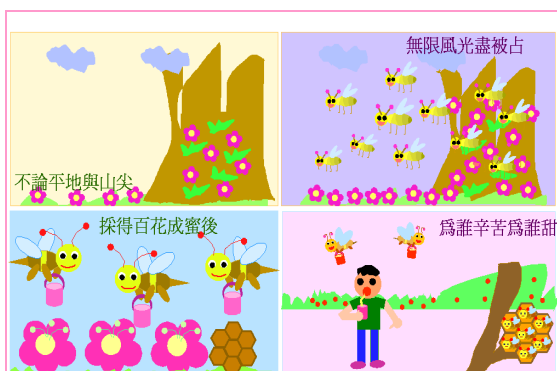 不論平地與山尖
無限風光盡被占
採得百花成蜜後
爲誰辛苦爲誰甜